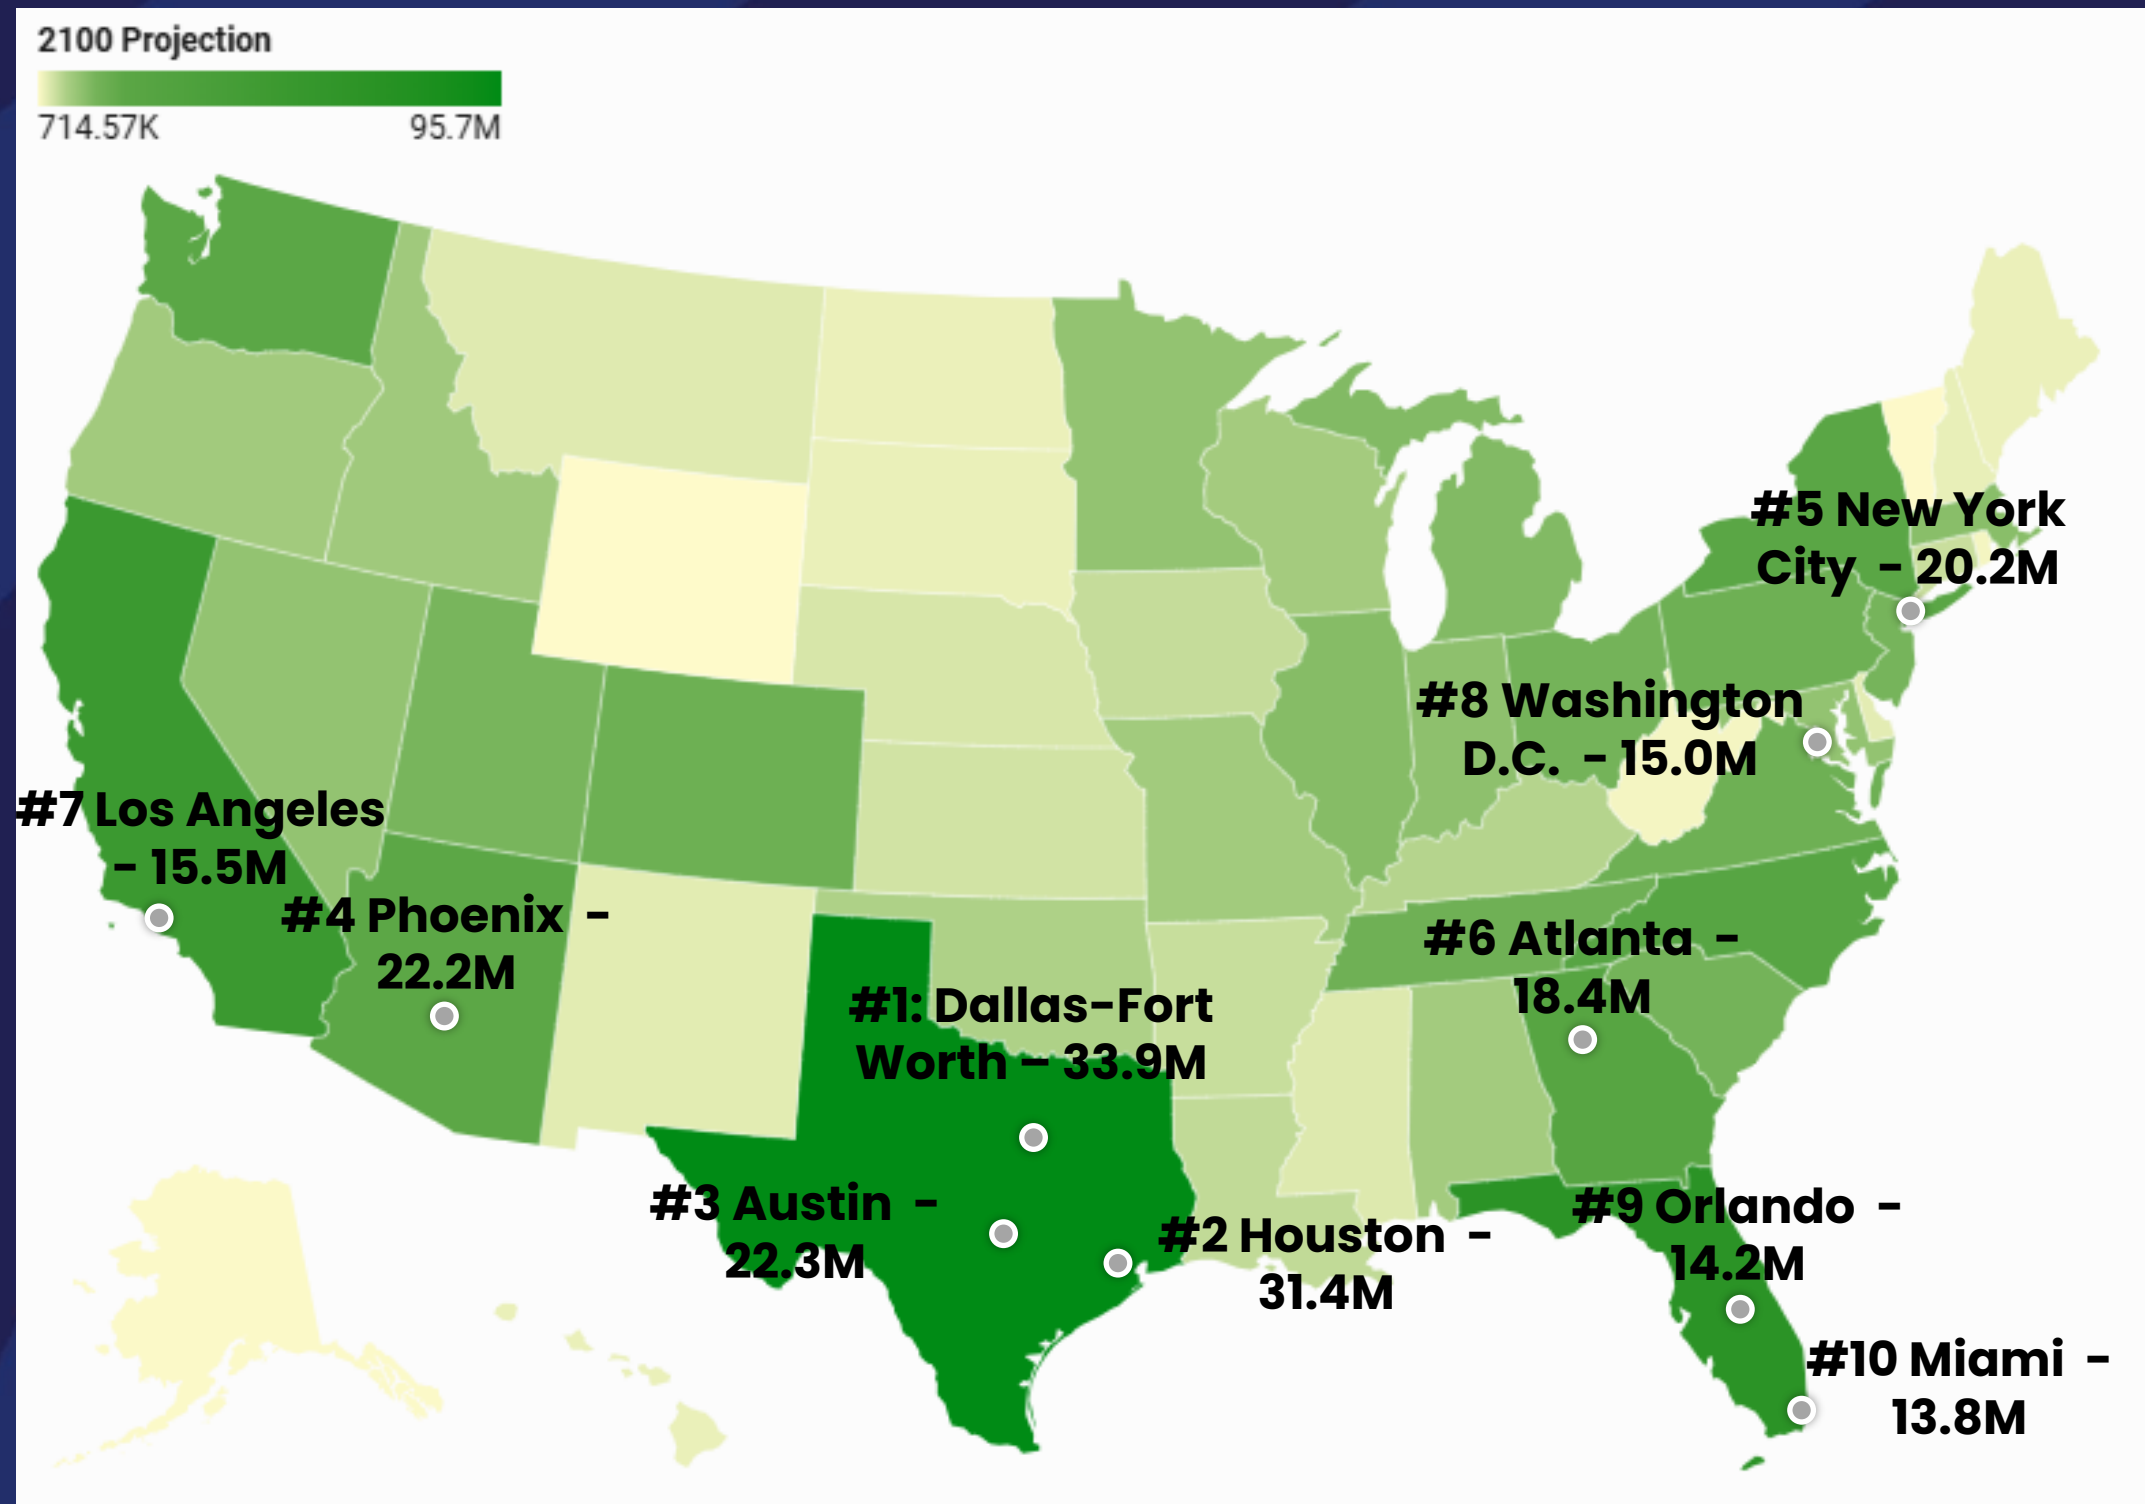 2100 Projection
714.57K 95.7M
#5 New York
City - 20.2M
#8 Washington
D.C. - 15.0M
#7 Los Angeles
- 15.5M
#4 Phoenix -
22.2M
#6 Atlanta -
18.4M
#1: Dallas-Fort
Worth – 33.9M
#3 Austin -
22.3M
#2 Houston -
31.4M
#9 Orlando -
14.2M
#10 Miami -
13.8M